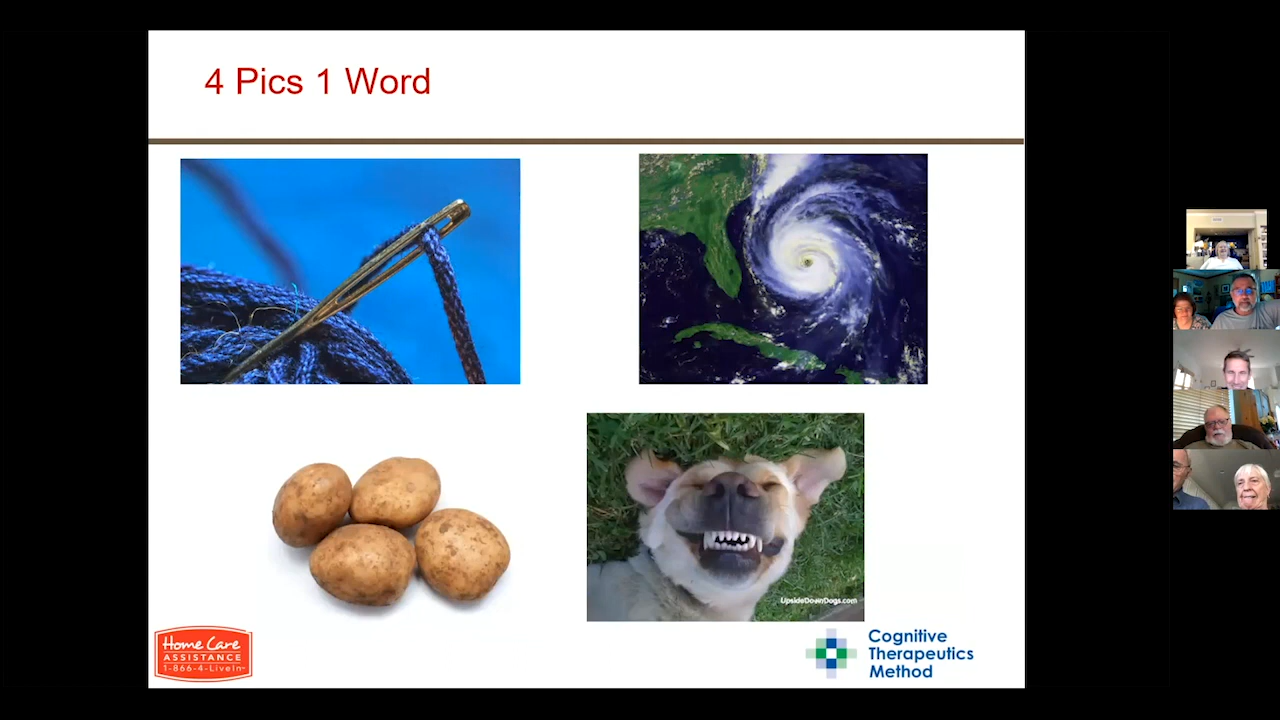 4 Pics 1 Word
UpsideDownDogs.com
Home Care
ASSISTANCE
1-866-4-LiveIn
Cognitive
Therapeutics
Method